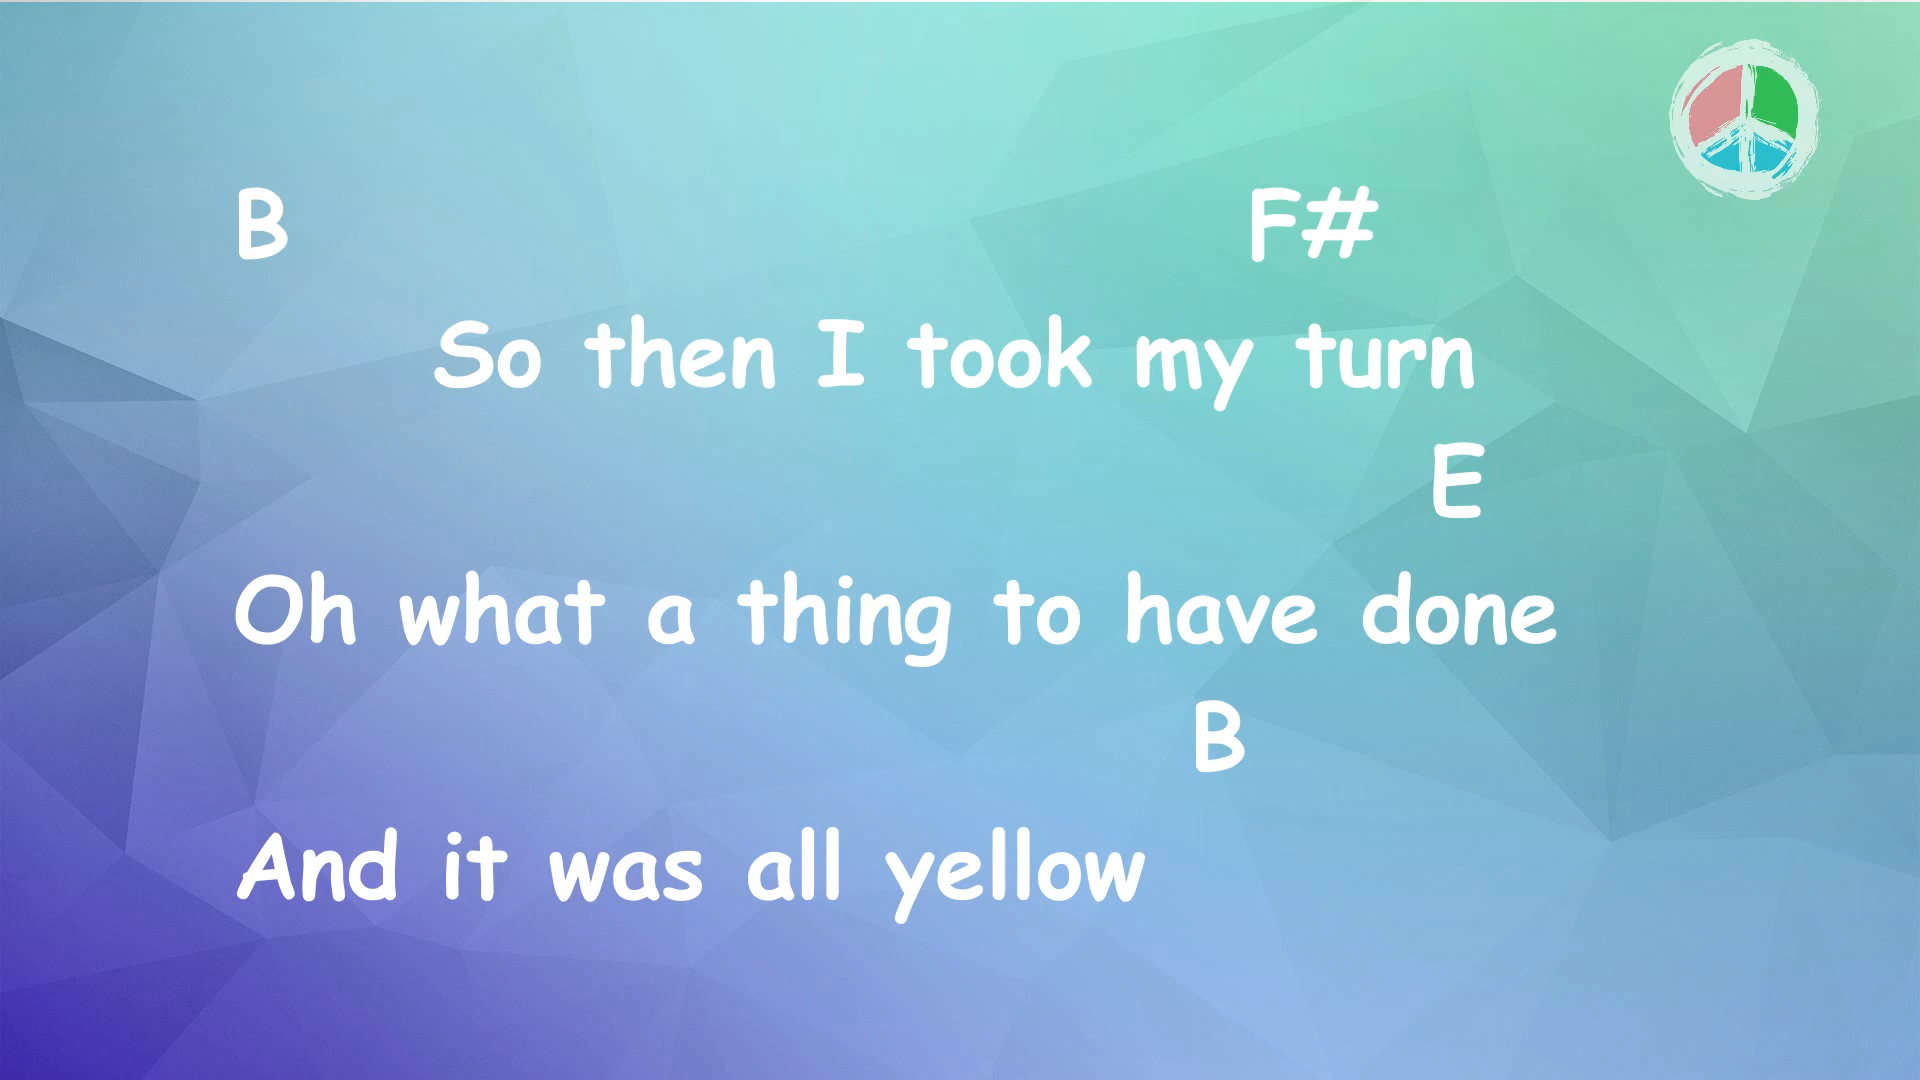 B F#
So then I took my turn
E
Oh what a thing to have done
B
And it was all yellow